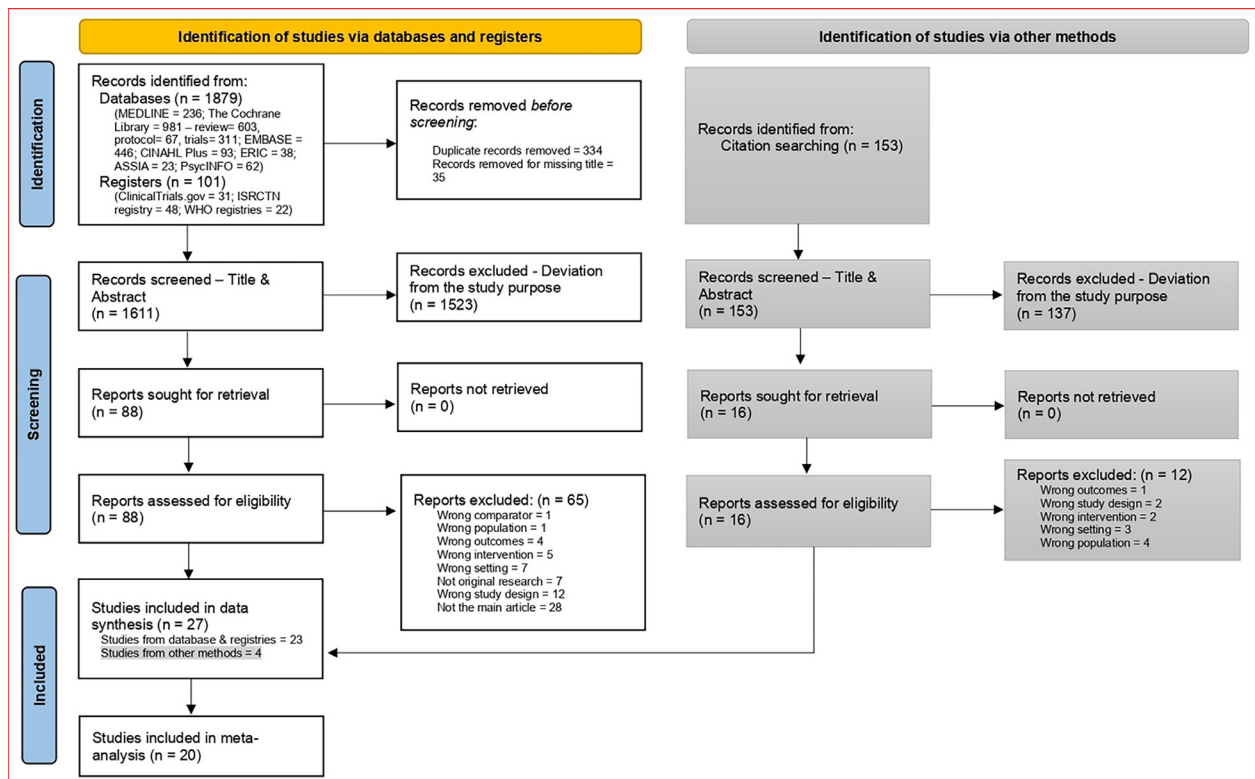 Identification of studies via databases and registers
Identification of studies via other methods
Identification
Records identified from:
Databases (n = 1879)
(MEDLINE = 236; The Cochrane
Library = 981 – review= 603,
protocol= 67, trials= 311; EMBASE =
446; CINAHL Plus = 93; ERIC = 38;
ASSIA = 23; PsycINFO = 62)
Registers (n = 101)
(ClinicalTrials.gov = 31; ISRCTN
registry = 48; WHO registries = 22)
Records removed before
screening:
Duplicate records removed = 334
Records removed for missing title =
35
Records identified from:
Citation searching (n = 153)
Screening
Records screened – Title &
Abstract
(n = 1611)
Records excluded - Deviation
from the study purpose
(n = 1523)
Records screened – Title &
Abstract
(n = 153)
Records excluded - Deviation
from the study purpose
(n = 137)
Reports sought for retrieval
(n = 88)
Reports not retrieved
(n = 0)
Reports sought for retrieval
(n = 16)
Reports not retrieved
(n = 0)
Reports assessed for eligibility
(n = 88)
Reports excluded: (n = 65)
Wrong comparator = 1
Wrong population = 1
Wrong outcomes = 4
Wrong intervention = 5
Wrong setting = 7
Not original research = 7
Wrong study design = 12
Not the main article = 28
Reports assessed for eligibility
(n = 16)
Reports excluded: (n = 12)
Wrong outcomes = 1
Wrong study design = 2
Wrong intervention = 2
Wrong setting = 3
Wrong population = 4
Included
Studies included in data
synthesis (n = 27)
Studies from database & registries = 23
Studies from other methods = 4
Studies included in meta-
analysis (n = 20)